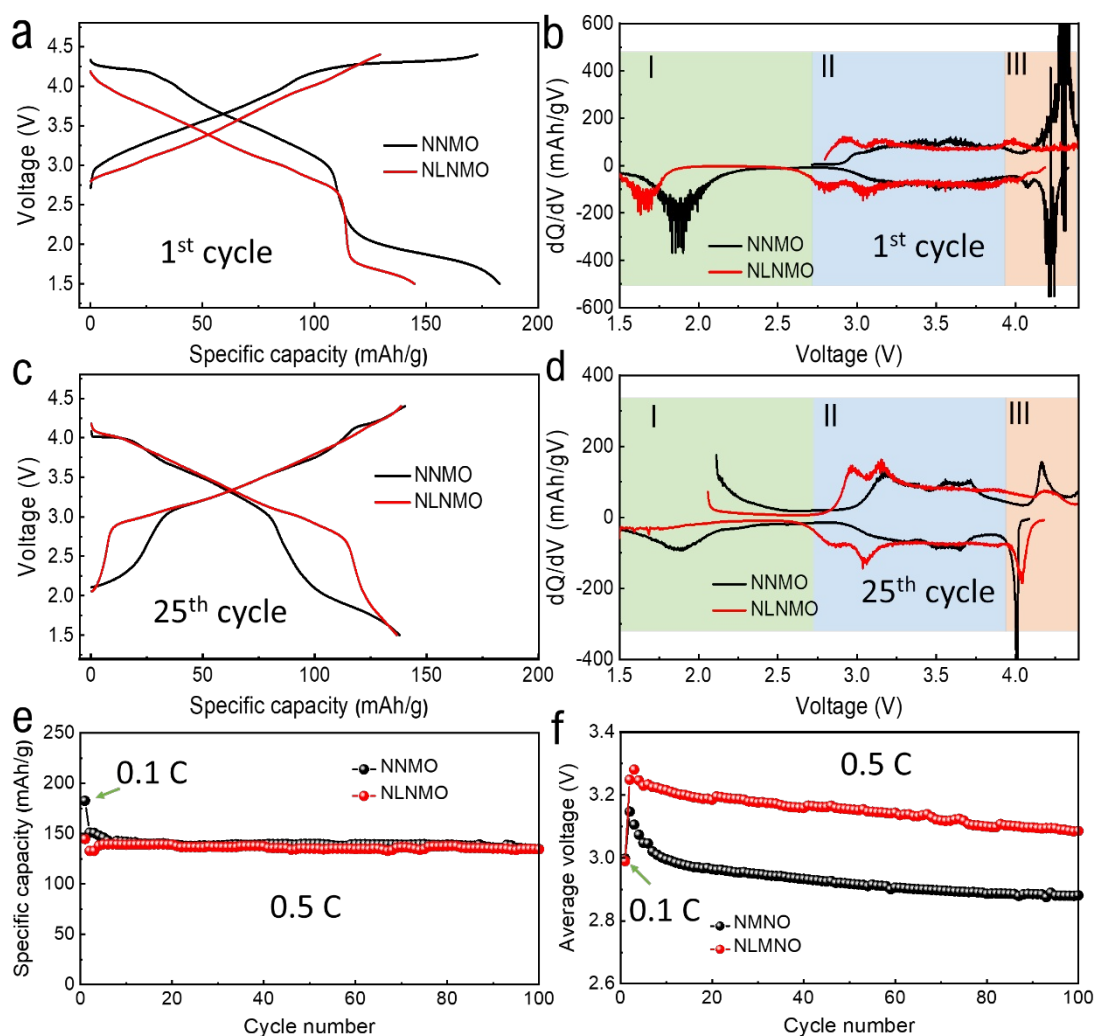 a
4.5
4.0
3.5
3.0
2.5
2.0
1.5
Voltage (V)
NNMO
NLNMO
1st cycle
0 50 100 150 200
Specific capacity (mAh/g)
b
600
400
200
0
-200
-400
-600
dQ/dV (mAh/gV)
I II III
NNMO
NLNMO
1st cycle
1.5 2.0 2.5 3.0 3.5 4.0
Voltage (V)
c
4.5
4.0
3.5
3.0
2.5
2.0
1.5
Voltage (V)
NNMO
NLNMO
25th cycle
0 50 100 150 200
Specific capacity (mAh/g)
d
400
200
0
-200
-400
dQ/dV (mAh/gV)
I II III
NNMO
NLNMO
25th cycle
1.5 2.0 2.5 3.0 3.5 4.0
Voltage (V)
e
250
200
150
100
50
0
Specific capacity (mAh/g)
0.1 C
NNMO
NLNMO
0.5 C
0 20 40 60 80 100
Cycle number
f
3.4
3.2
3.0
2.8
2.6
Average voltage (V)
0.5 C
0.1 C
NMNO
NLMNO
0 20 40 60 80 100
Cycle number